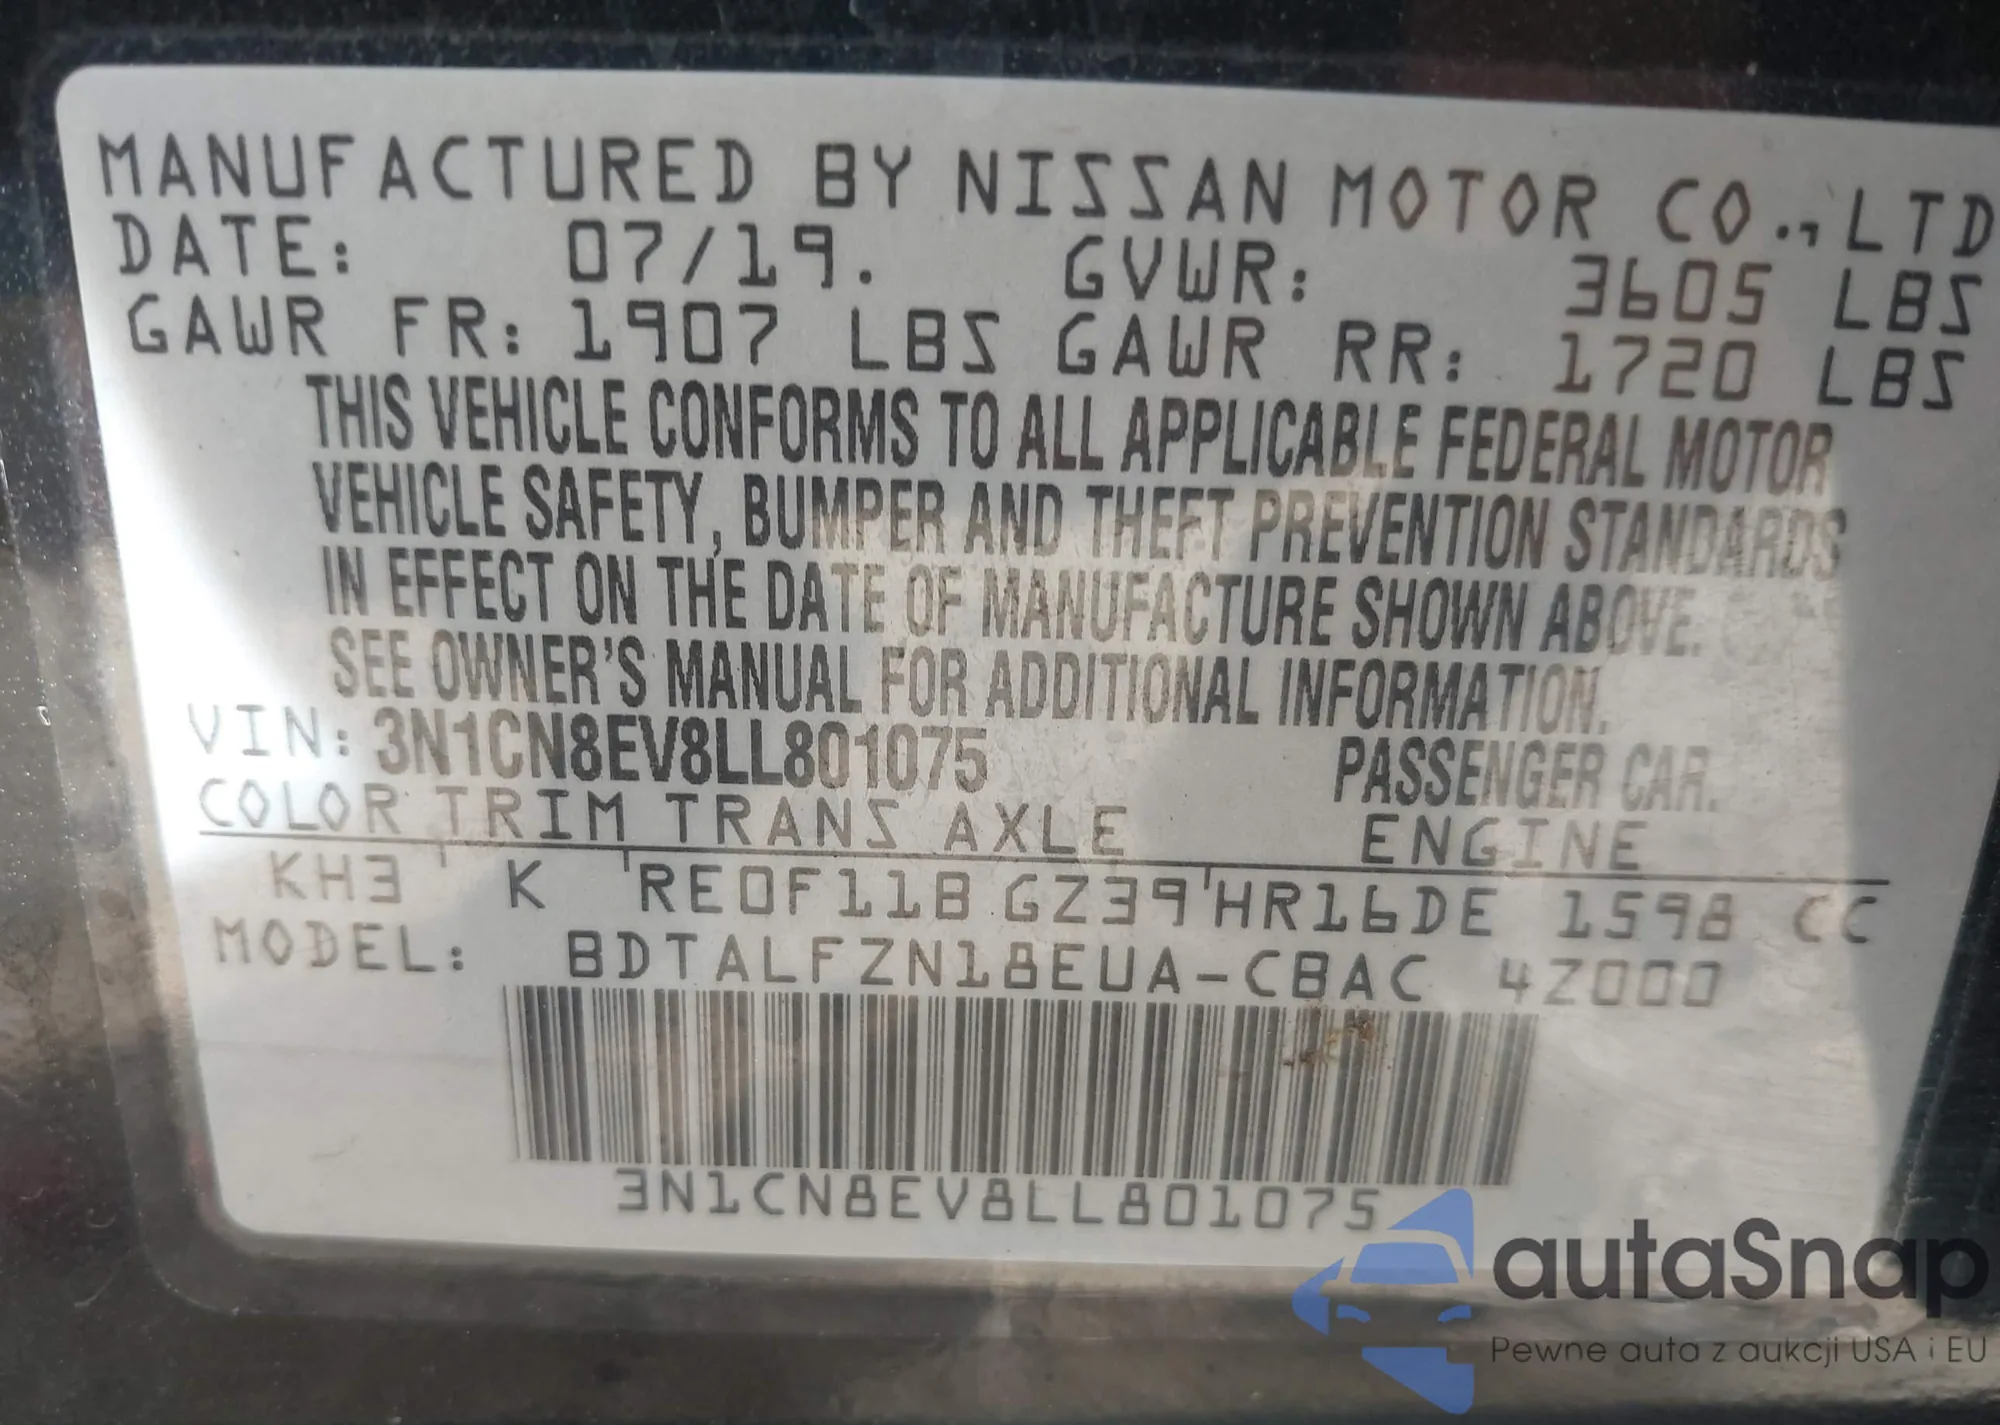 MANUFACTURED BY NISSAN MOTOR CO.,LTD
DATE: 07/19. GVWR: 3605 LBS
GAWR FR: 1907 LBS GAWR RR: 1720 LBS
THIS VEHICLE CONFORMS TO ALL APPLICABLE FEDERAL MOTOR
VEHICLE SAFETY, BUMPER AND THEFT PREVENTION STANDARDS
IN EFFECT ON THE DATE OF MANUFACTURE SHOWN ABOVE.
SEE OWNER'S MANUAL FOR ADDITIONAL INFORMATION.
VIN: 3N1CN8EV8LL801075 PASSENGER CAR.
COLOR TRIM TRANS AXLE ENGINE
KH3 K RE0F11B GZ39 HR16DE 1598 CC
MODEL: BDTALFZN18EUA-CBAC 4Z000
3N1CN8EV8LL801075
autaSnap
Pewne auta z aukcji USA i EU